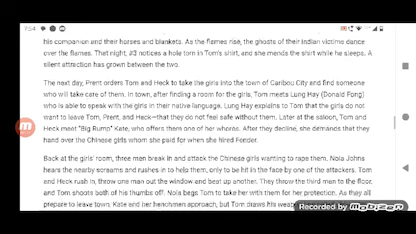 7:54
his companion and their horses and blankets. As the flames rise, the ghosts of their indian victims dance
over the flames. That night, #3 notices a hole torn in Tom's shirt, and she mends the shirt while he sleeps. A
silent attraction has grown between the two.
The next day, Prent orders Tom and Heck to take the girls into the town of Caribou City and find someone
who will take care of them. In town, after finding a room for the girls, Tom meets Lung Hay (Donald Fong)
who is able to speak with the girls in their native language. Lung Hay explains to Tom that the girls do not
want to leave Tom, Prent, and Heck—that they do not feel safe without them. Later at the saloon, Tom and
Heck meet "Big Rump" Kate, who offers them one of her whores. After they decline, she demands that they
hand over the Chinese girls whom she paid for when she hired Fender.
Back at the girls' room, three men break in and attack the Chinese girls wanting to rape them. Nola Johns
hears the nearby screams and rushes in to help them, only to be hit in the face by one of the attackers. Tom
and Heck rush in, throw one man out the window and beat up another. They throw the third man to the floor,
and Tom shoots both of his thumbs off. Nola begs Tom to take her with them for her protection. As they all
prepare to leave town, Kate and her henchmen approach, but Tom draws his weapon
Recorded by
Mobizen